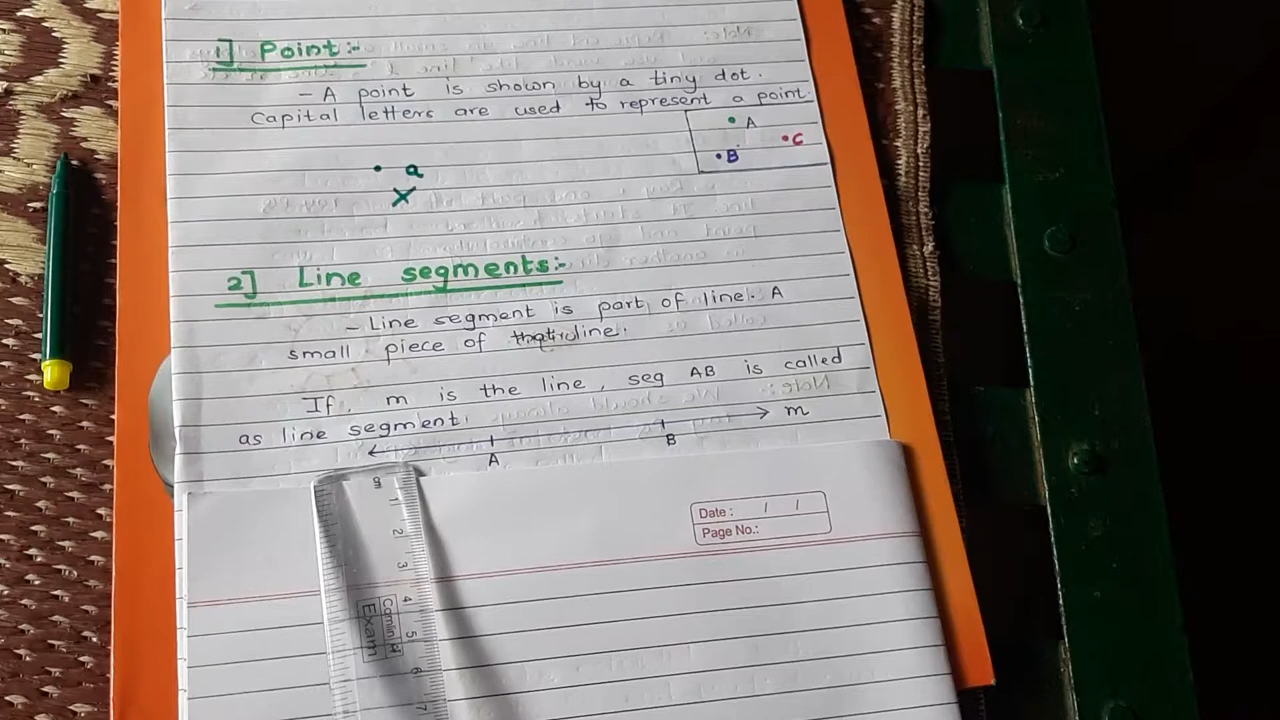 1] Point:-
- A point is shown by a tiny dot.
Capital letters are used to represent a point.
• A
• C
• B
• a
×
2] Line segments:-
- Line segment is part of line. A
small piece of line.
If, m is the line, seg AB is called
as line segment.
m
A B
Date : / /
Page No.:
1
2
3
4
5
6
7
Exam